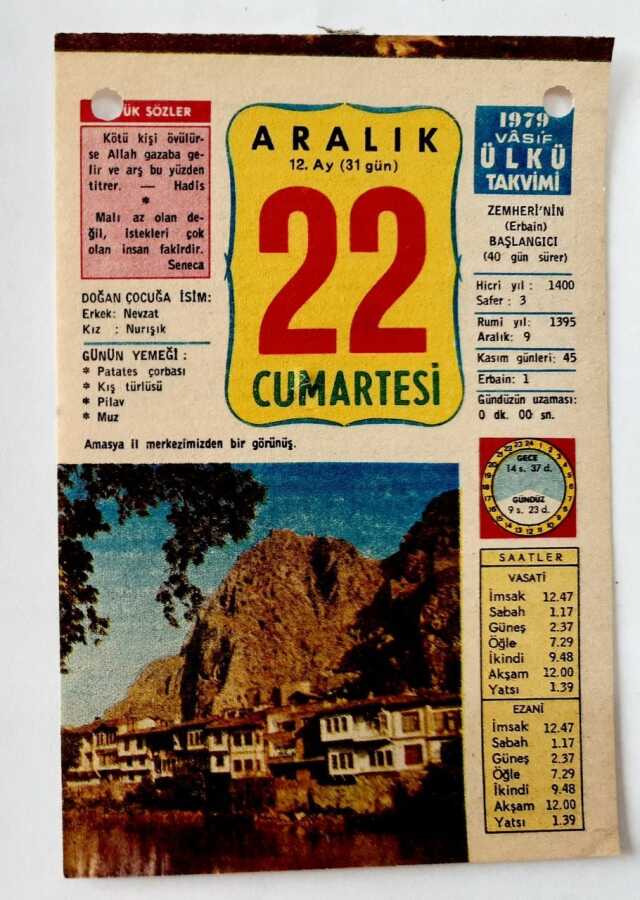 ÜK SÖZLER
Kötü kişi övülür-
se Allah gazaba ge-
lir ve arş bu yüzden
titrer. — Hadis
*
Malı az olan de-
ğil, istekleri çok
olan insan fakirdir.
Seneca
DOĞAN ÇOCUĞA İSİM:
Erkek: Nevzat
Kız : Nurışık
GÜNÜN YEMEĞİ :
* Patates çorbası
* Kış türlüsü
* Pilav
* Muz
ARALIK
12. Ay (31 gün)
22
CUMARTESİ
1979
VÂSIF
ÜLKÜ
TAKVİMİ
ZEMHERİ'NİN
(Erbain)
BAŞLANGICI
(40 gün sürer)
Hicri yıl : 1400
Safer : 3
Rumi yıl: 1395
Aralık: 9
Kasım günleri: 45
Erbain: 1
Gündüzün uzaması:
0 dk. 00 sn.
Amasya il merkezimizden bir görünüş.
GECE
14 s. 37 d.
GÜNDÜZ
9 s. 23 d.
SAATLER
VASATİ
İmsak 12.47
Sabah 1.17
Güneş 2.37
Öğle 7.29
İkindi 9.48
Akşam 12.00
Yatsı 1.39
EZANİ
İmsak 12.47
Sabah 1.17
Güneş 2.37
Öğle 7.29
İkindi 9.48
Akşam 12.00
Yatsı 1.39